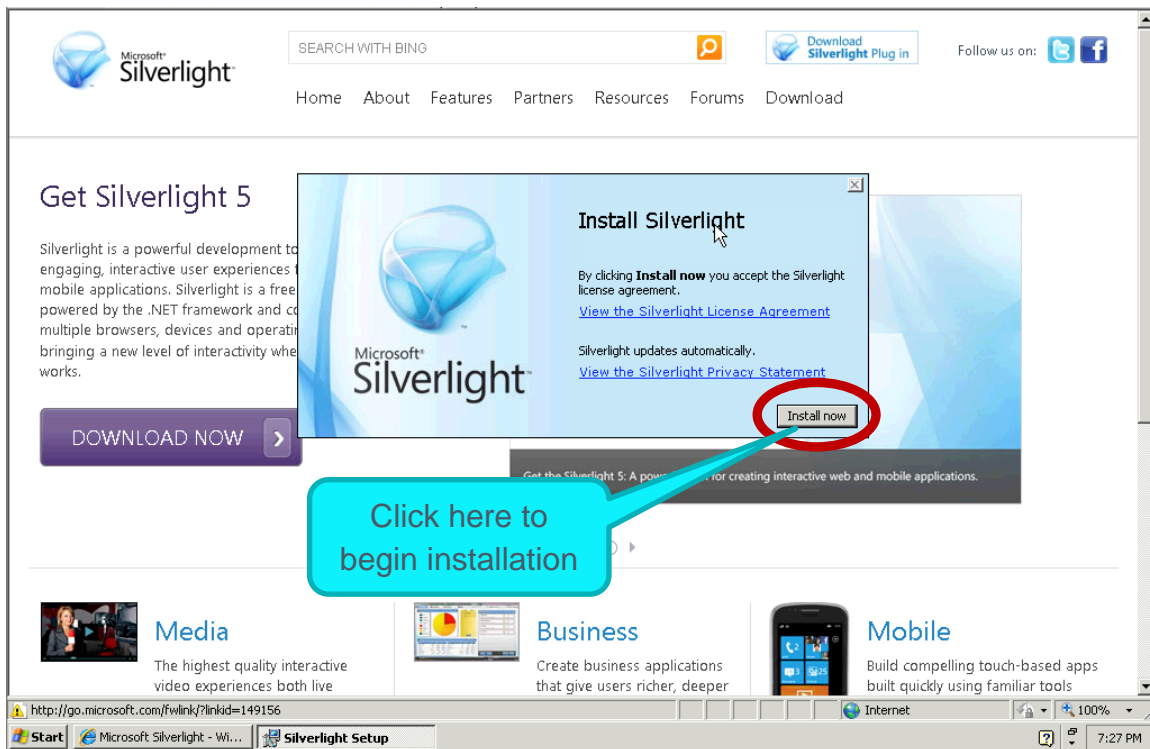 Microsoft®
Silverlight™
SEARCH WITH BING
Download
Silverlight Plug in
Follow us on:
Home About Features Partners Resources Forums Download
Get Silverlight 5
Silverlight is a powerful development
engaging, interactive user experiences
mobile applications. Silverlight is a free
powered by the .NET framework and
multiple browsers, devices and
bringing a new level of interactivity
works.
DOWNLOAD NOW
Microsoft®
Silverlight™
Install Silverlight
By clicking Install now you accept the Silverlight
license agreement.
View the Silverlight License Agreement
Silverlight updates automatically.
View the Silverlight Privacy Statement
Install now
Get the Silverlight 5: A for creating interactive web and mobile applications.
Click here to
begin installation
Media
The highest quality interactive
video experiences both live
Business
Create business applications
that give users richer, deeper
Mobile
Build compelling touch-based apps
built quickly using familiar tools
http://go.microsoft.com/fwlink/?linkid=149156
Internet
100%
Start
Microsoft Silverlight - Wi...
Silverlight Setup
7:27 PM